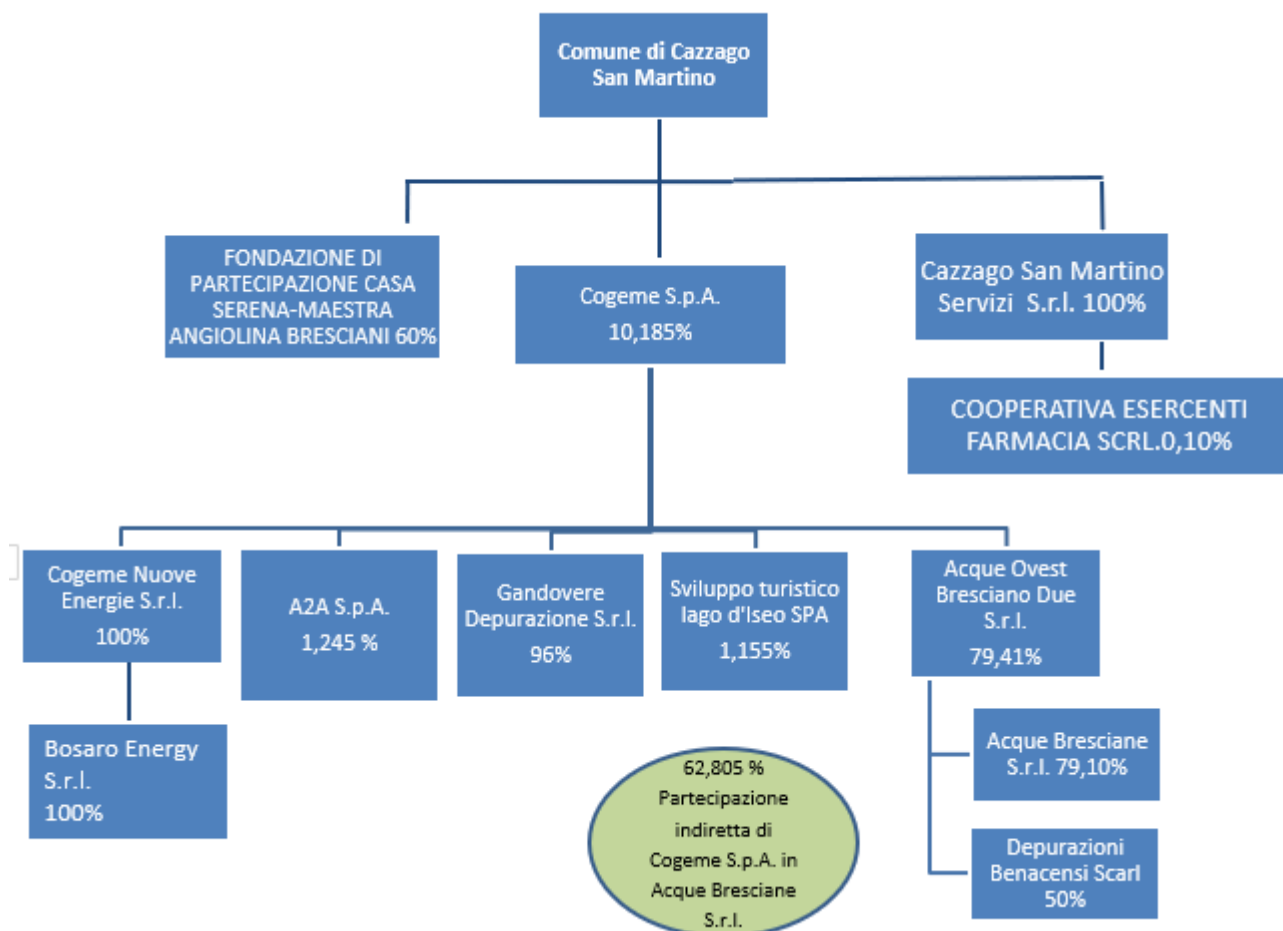 Comune di Cazzago
San Martino
FONDAZIONE DI
PARTECIPAZIONE CASA
SERENA-MAESTRA
ANGIOLINA BRESCIANI 60%
Cogeme S.p.A.
10,185%
Cazzago San Martino
Servizi S.r.l. 100%
COOPERATIVA ESERCENTI
FARMACIA SCRL.0,10%
Cogeme Nuove
Energie S.r.l.
100%
A2A S.p.A.
1,245 %
Gandovere
Depurazione S.r.l.
96%
Sviluppo turistico
lago d'Iseo SPA
1,155%
Acque Ovest
Bresciano Due
S.r.l.
79,41%
Bosaro Energy
S.r.l.
100%
62,805 %
Partecipazione
indiretta di
Cogeme S.p.A. in
Acque Bresciane
S.r.l.
Acque Bresciane
S.r.l. 79,10%
Depurazioni
Benacensi Scarl
50%